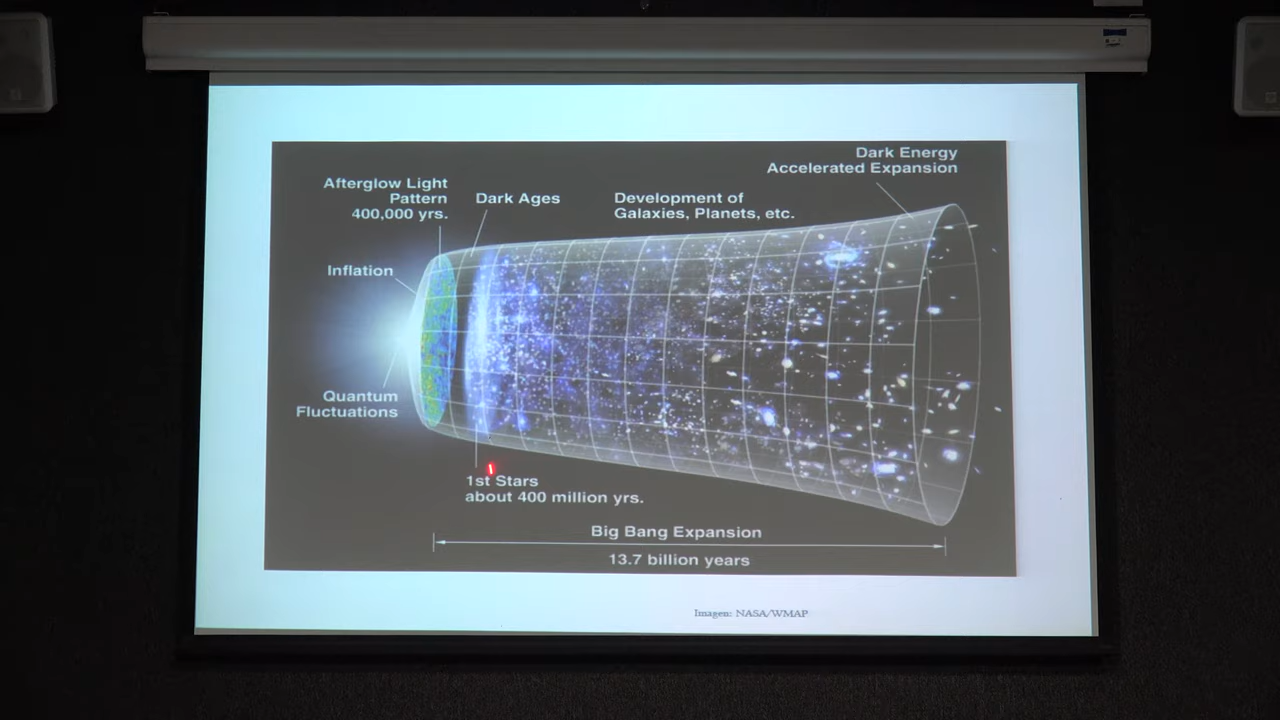 Dark Energy
Accelerated Expansion
Afterglow Light
Pattern
400,000 yrs.
Dark Ages
Development of
Galaxies, Planets, etc.
Inflation
Quantum
Fluctuations
1st Stars
about 400 million yrs.
Big Bang Expansion
13.7 billion years
Imagen: NASA/WMAP